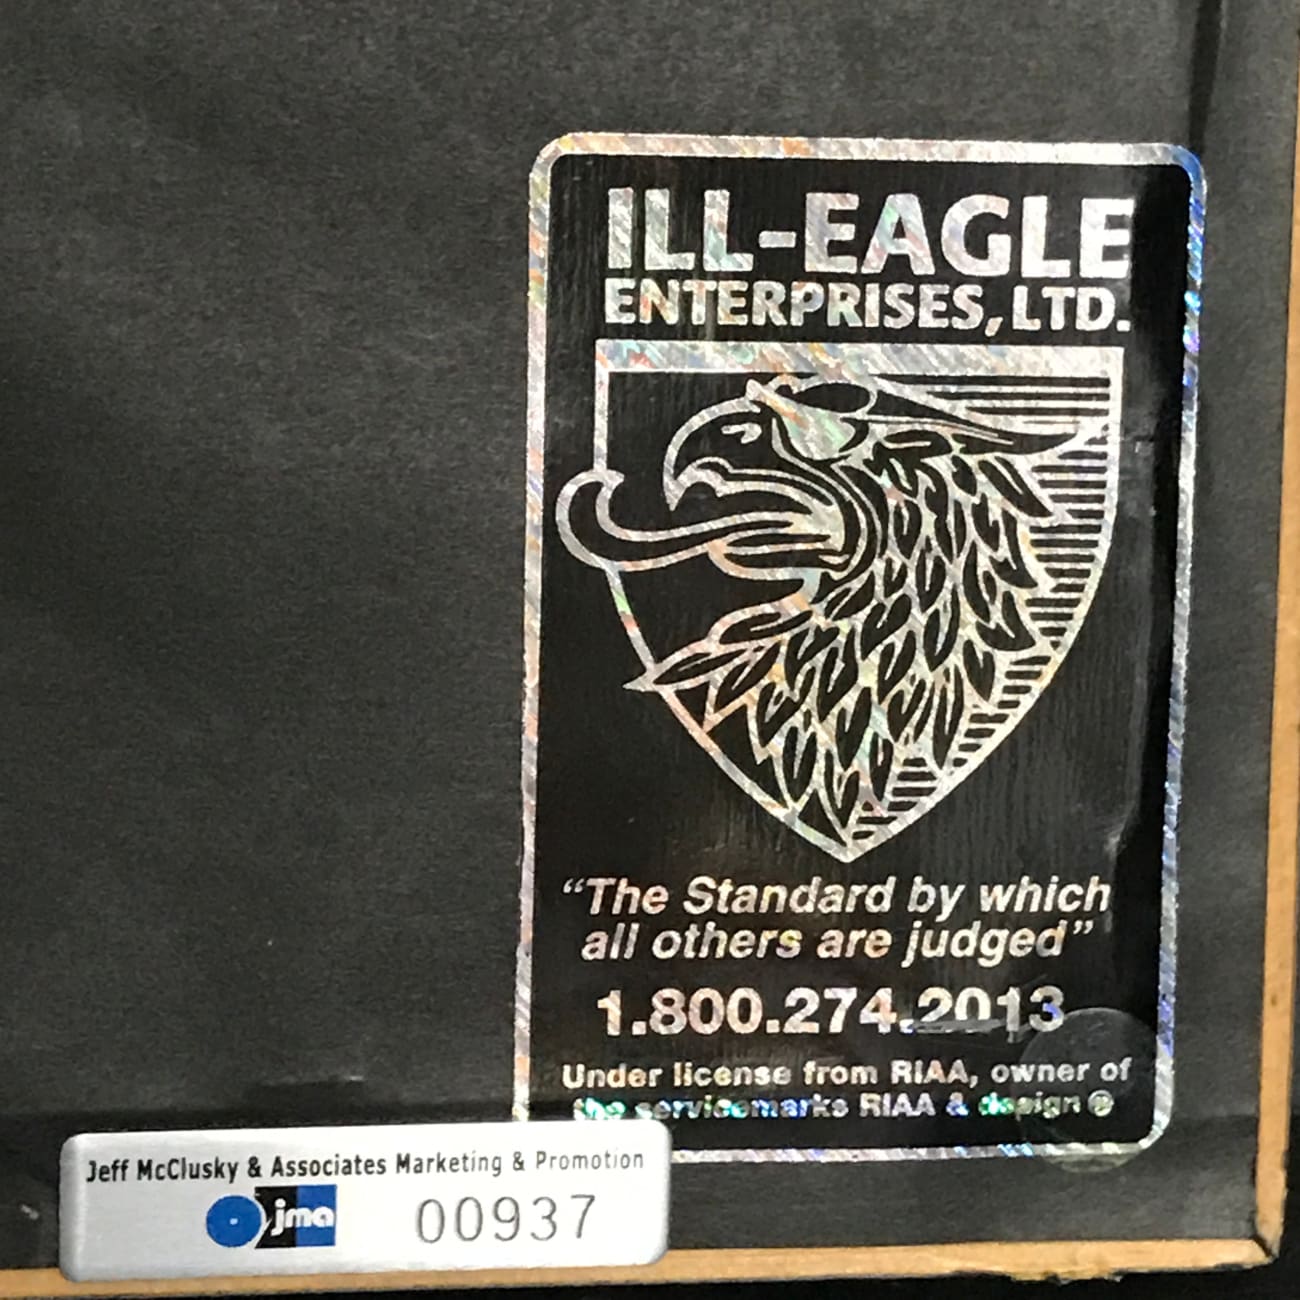 ILL-EAGLE
ENTERPRISES, LTD.
“The Standard by which
all others are judged”
1.800.274.2013
Under license from RIAA, owner of
the servicemarks RIAA & design ®
Jeff McClusky & Associates Marketing & Promotion
jma 00937